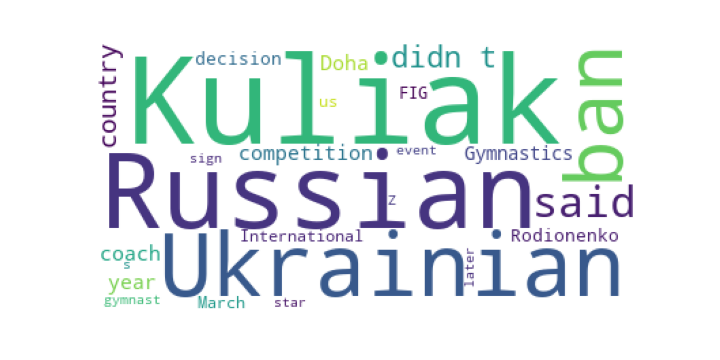 country
decision
Kuliak
Doha
us
didn t
FIG
ban
sign
competition
event
Gymnastics
Russian
z
said
coach
s
year
gymnast
International
Ukrainian
March
star
later
Rodionenko